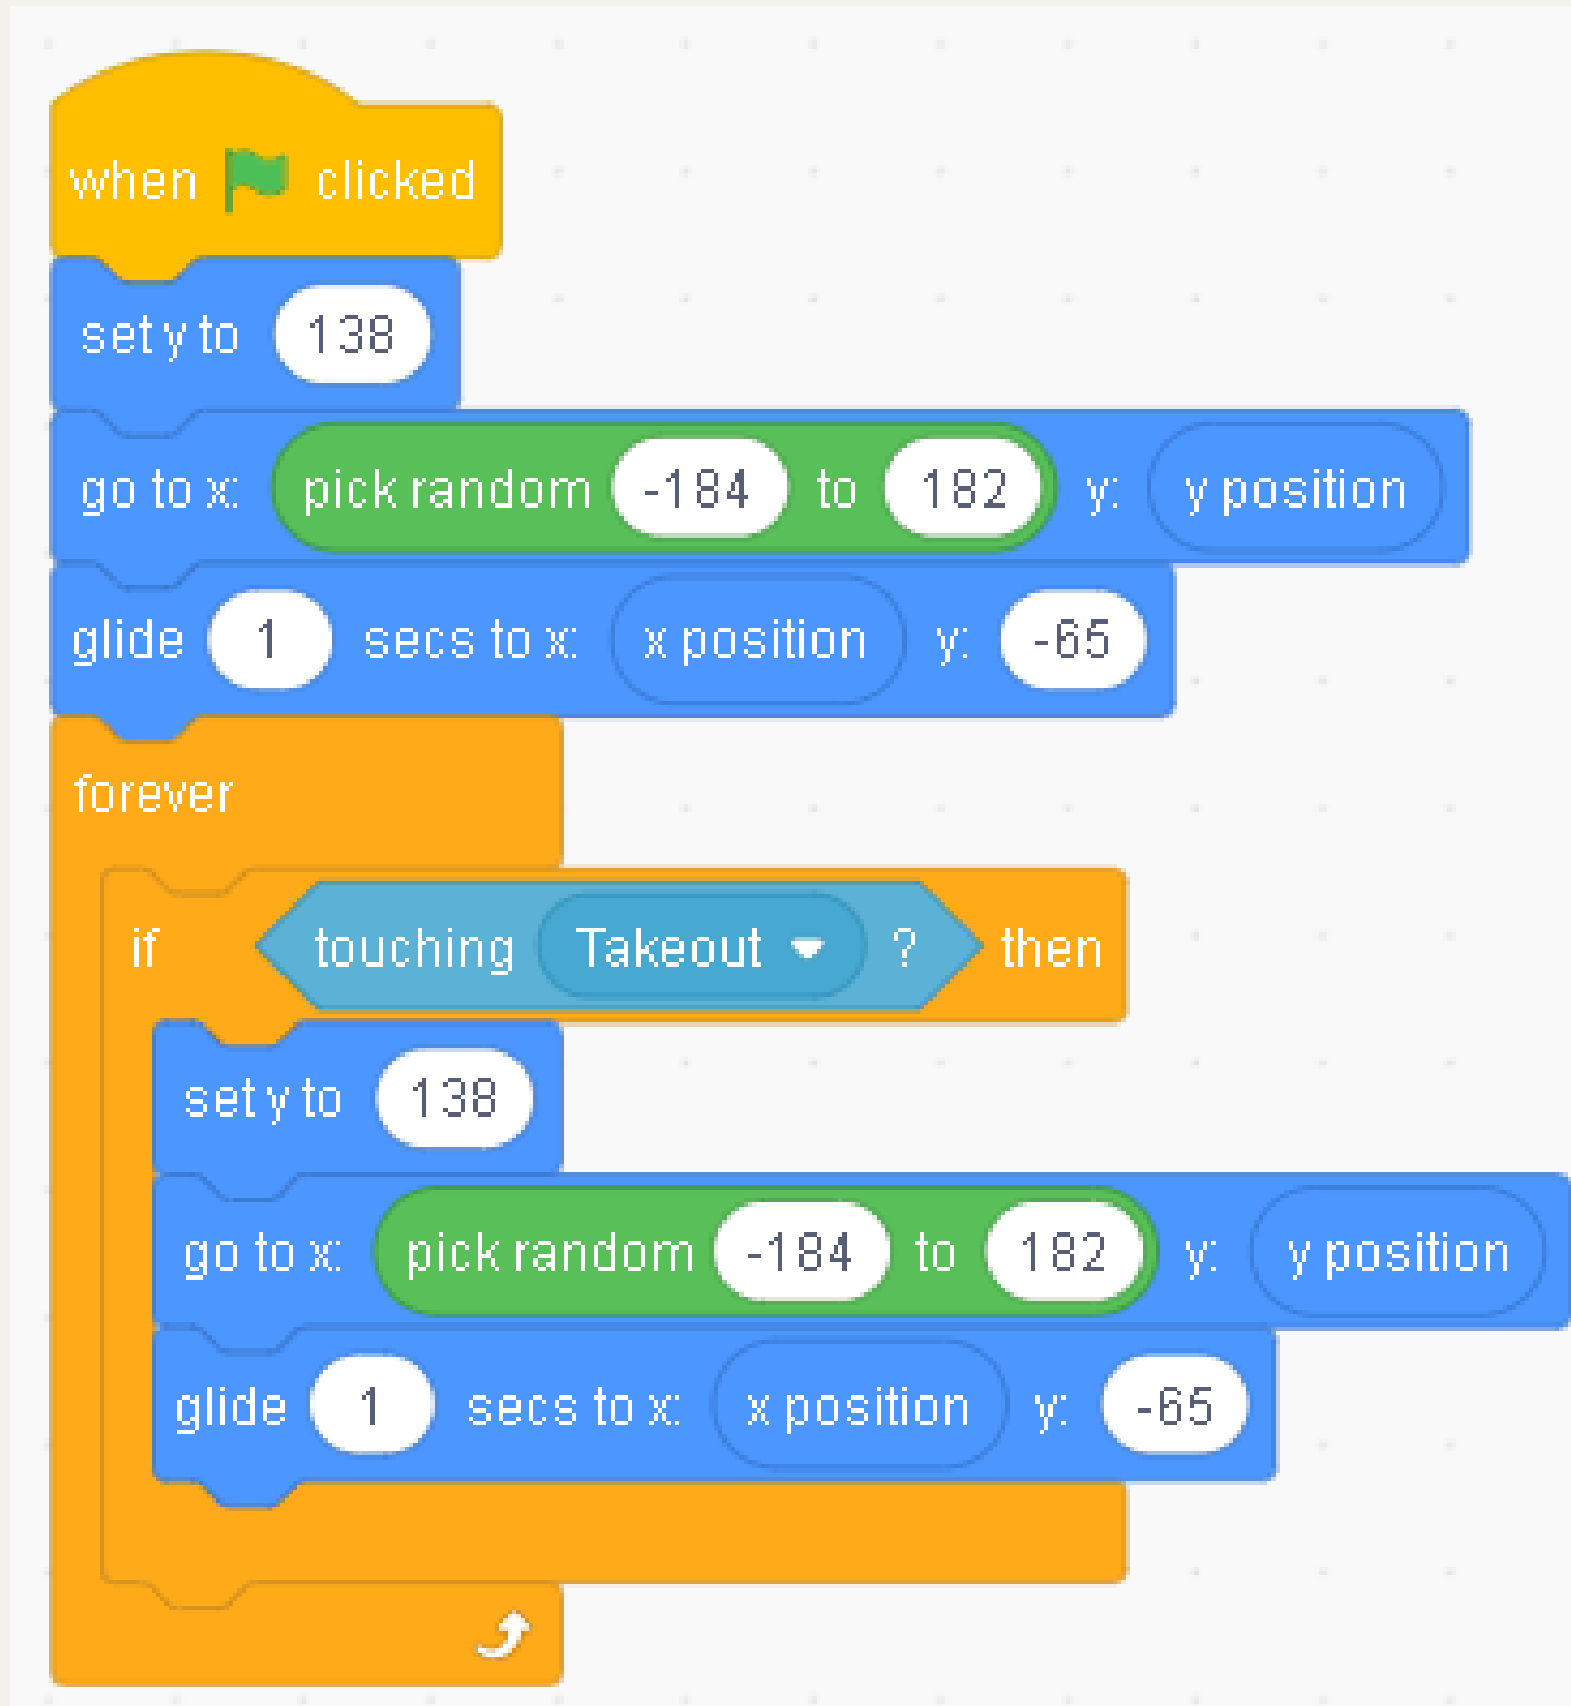 when clicked
set y to 138
go to x: pick random -184 to 182 y: y position
glide 1 secs to x: x position y: -65
forever
if touching Takeout ? then
set y to 138
go to x: pick random -184 to 182 y: y position
glide 1 secs to x: x position y: -65